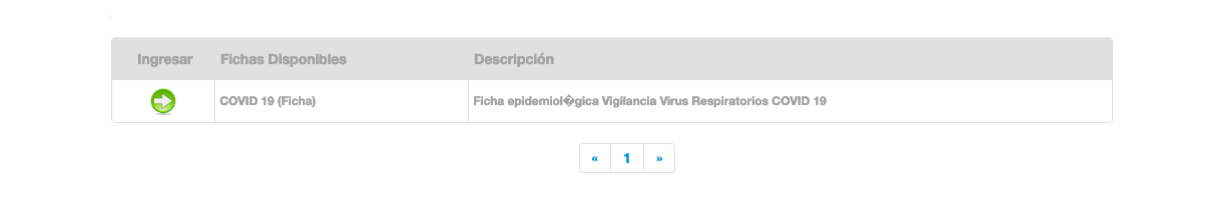 Ingresar Fichas Disponibles Descripción
COVID 19 (Ficha) Ficha epidemiol�gica Vigilancia Virus Respiratorios COVID 19
« 1 »